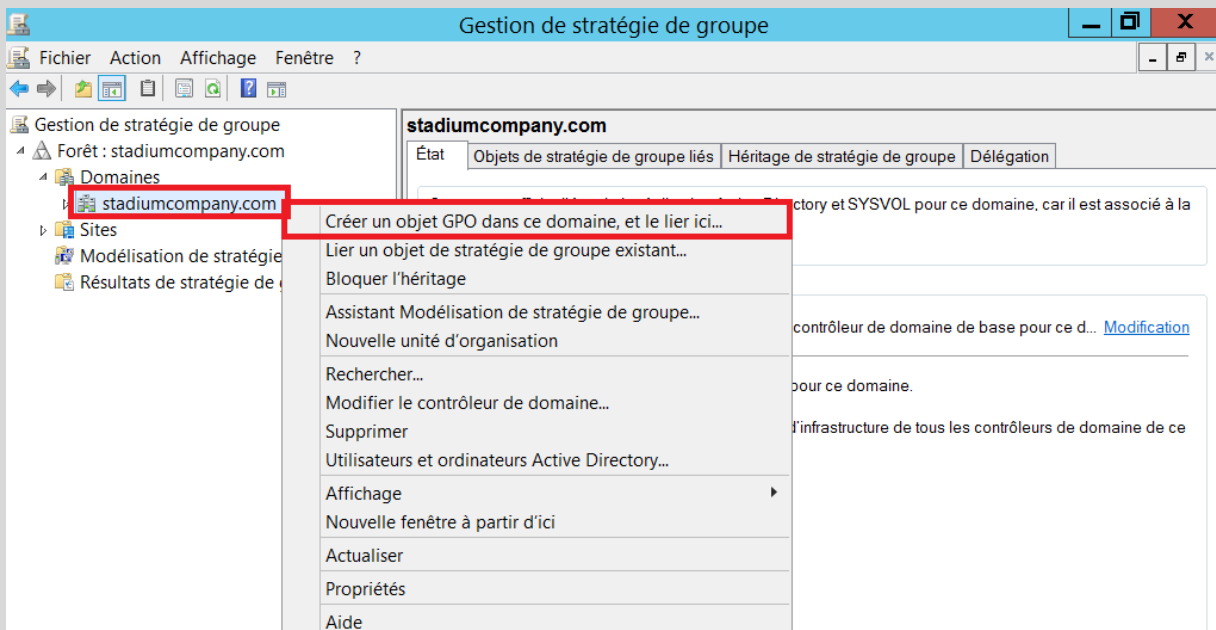 Gestion de stratégie de groupe
Fichier Action Affichage Fenêtre ?
Gestion de stratégie de groupe
Forêt : stadiumcompany.com
Domaines
stadiumcompany.com
Sites
Modélisation de stratégie
Résultats de stratégie de
stadiumcompany.com
État
Objets de stratégie de groupe liés
Héritage de stratégie de groupe
Délégation
ctory et SYSVOL pour ce domaine, car il est associé à la
contrôleur de domaine de base pour ce d... Modification
pour ce domaine.
d'infrastructure de tous les contrôleurs de domaine de ce
Créer un objet GPO dans ce domaine, et le lier ici...
Lier un objet de stratégie de groupe existant...
Bloquer l'héritage
Assistant Modélisation de stratégie de groupe...
Nouvelle unité d'organisation
Rechercher...
Modifier le contrôleur de domaine...
Supprimer
Utilisateurs et ordinateurs Active Directory...
Affichage
Nouvelle fenêtre à partir d'ici
Actualiser
Propriétés
Aide